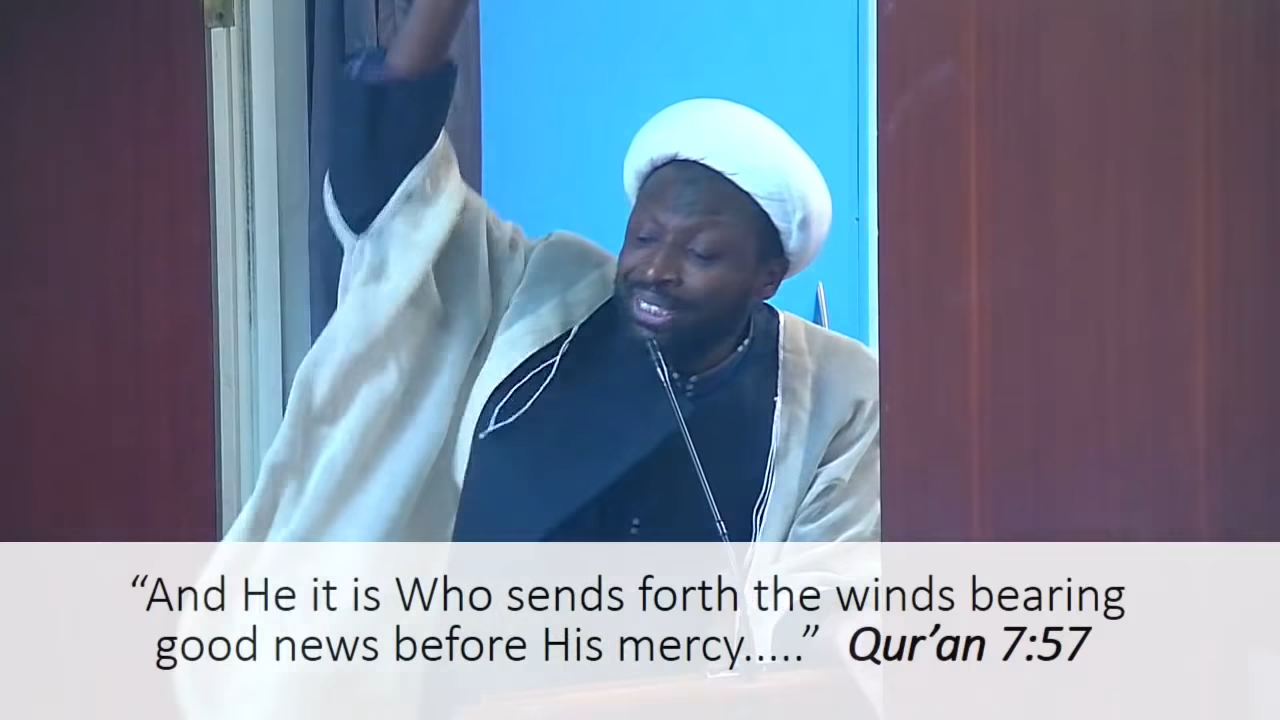 “And He it is Who sends forth the winds bearing
good news before His mercy.....” Qur’an 7:57